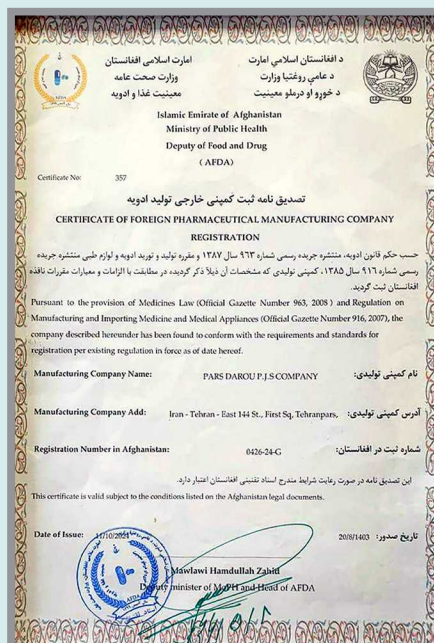 د افغانستان اسلامي امارت
د عامې روغتیا وزارت
د خوړو او درملو معینیت
امارت اسلامی افغانستان
وزارت صحت عامه
معینیت غذا و ادویه
AFDA
Islamic Emirate of Afghanistan
Ministry of Public Health
Deputy of Food and Drug
( AFDA)
Certificate No: 357
تصدیق نامه ثبت کمپنی خارجی تولید ادویه
CERTIFICATE OF FOREIGN PHARMACEUTICAL MANUFACTURING COMPANY
REGISTRATION
حسب حکم قانون ادویه، منتشره جریده رسمی شماره ۹۶۳ سال ۱۳۸۷ و مقرره تولید و تورید ادویه و لوازم طبی منتشره جریده
رسمی شماره ۹۱۶ سال ۱۳۸۵، کمپنی تولیدی که مشخصات آن ذیلاً ذکر گردیده در مطابقت با الزامات و معیارات مقررات نافذه
افغانستان ثبت گردید.
Pursuant to the provision of Medicines Law (Official Gazette Number 963, 2008 ) and Regulation on
Manufacturing and Importing Medicine and Medical Appliances (Official Gazette Number 916, 2007), the
company described hereunder has been found to conform with the requirements and standards for
registration per existing regulation in force as of date hereof.
Manufacturing Company Name: PARS DAROU P.J.S COMPANY نام کمپنی تولیدی:
Manufacturing Company Add: Iran - Tehran - East 144 St., First Sq, Tehranpars, آدرس کمپنی تولیدی:
Registration Number in Afghanistan: 0426-24-G شماره ثبت در افغانستان:
این تصدیق نامه در صورت رعایت شرایط مندرج اسناد تقنینی افغانستان اعتبار دارد.
This certificate is valid subject to the conditions listed on the Afghanistan legal documents.
Date of Issue: 11/10/2024 20/8/1403 تاریخ صدور:
Mawlawi Hamdullah Zahid
Deputy minister of MoPH and Head of AFDA
AFDA